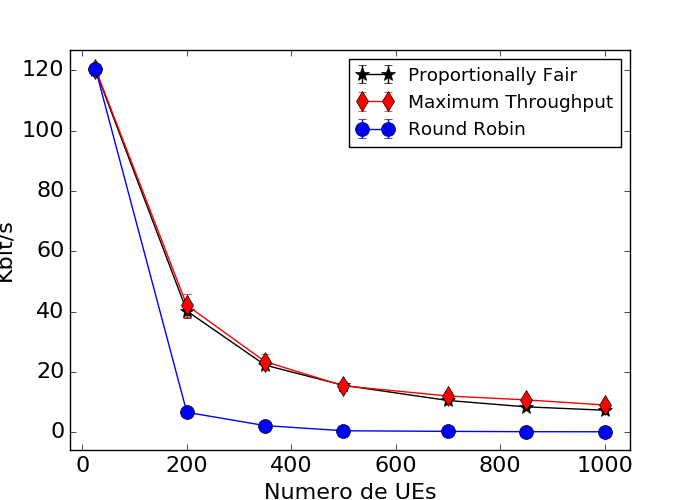 Proportionally Fair
Maximum Throughput
Round Robin
120
100
80
60
40
20
0
Kbit/s
0 200 400 600 800 1000
Numero de UEs